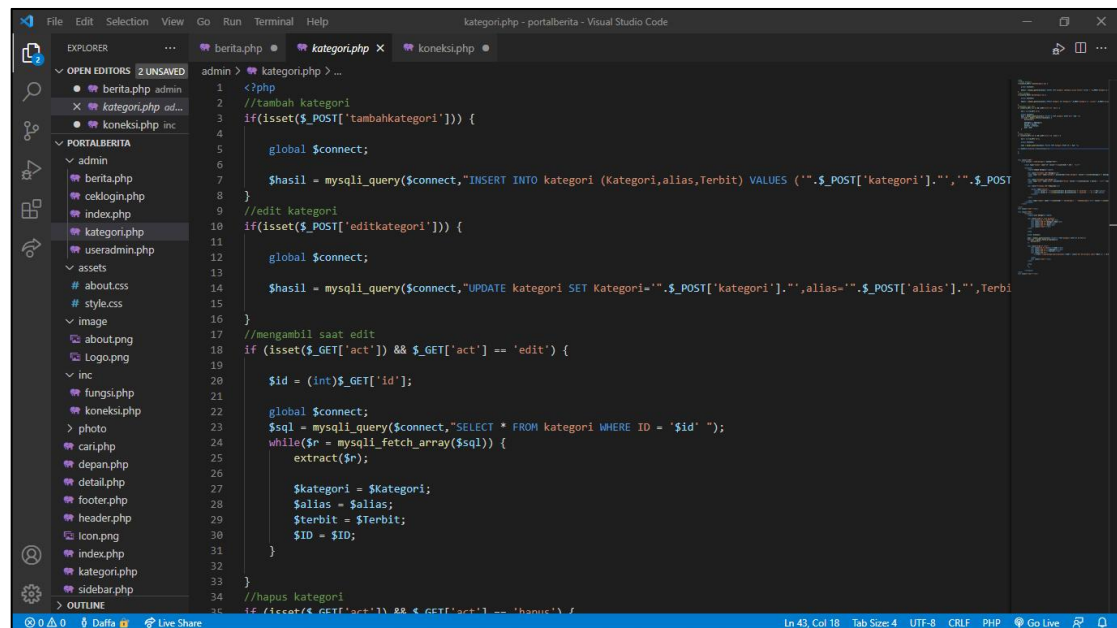 File Edit Selection View Go Run Terminal Help kategori.php - portalberita - Visual Studio Code
EXPLORER ...
berita.php kategori.php koneksi.php
OPEN EDITORS 2 UNSAVED
berita.php admin
kategori.php ad...
koneksi.php inc
PORTALBERITA
admin
berita.php
ceklogin.php
index.php
kategori.php
useradmin.php
assets
# about.css
# style.css
image
about.png
Logo.png
inc
fungsi.php
koneksi.php
photo
cari.php
depan.php
detail.php
footer.php
header.php
Icon.png
index.php
kategori.php
sidebar.php
OUTLINE
2
admin > kategori.php > ...
1 <?php
2 //tambah kategori
3 if(isset($_POST['tambahkategori'])) {
4
5 global $connect;
6
7 $hasil = mysqli_query($connect,"INSERT INTO kategori (Kategori,alias,Terbit) VALUES ('".$_POST['kategori']."','".$_POST
8 }
9 //edit kategori
10 if(isset($_POST['editkategori'])) {
11
12 global $connect;
13
14 $hasil = mysqli_query($connect,"UPDATE kategori SET Kategori='".$_POST['kategori']."',alias='".$_POST['alias']."',Terbi
15
16 }
17 //mengambil saat edit
18 if (isset($_GET['act']) && $_GET['act'] == 'edit') {
19
20 $id = (int)$_GET['id'];
21
22 global $connect;
23 $sql = mysqli_query($connect,"SELECT * FROM kategori WHERE ID = '$id' ");
24 while($r = mysqli_fetch_array($sql)) {
25 extract($r);
26
27 $kategori = $Kategori;
28 $alias = $alias;
29 $terbit = $Terbit;
30 $ID = $ID;
31 }
32
33 }
34 //hapus kategori
35 if (isset($_GET['act']) && $_GET['act'] == 'hapus') {
0 0 Daffa Live Share Ln 43, Col 18 Tab Size: 4 UTF-8 CRLF PHP Go Live